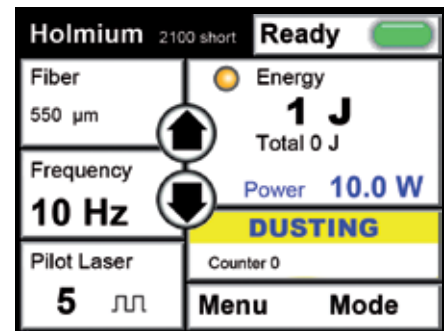 Holmium 2100 short
Ready
Fiber
550 µm
Energy
1 J
Total 0 J
Frequency
10 Hz
Power 10.0 W
DUSTING
Counter 0
Pilot Laser
5
Menu Mode